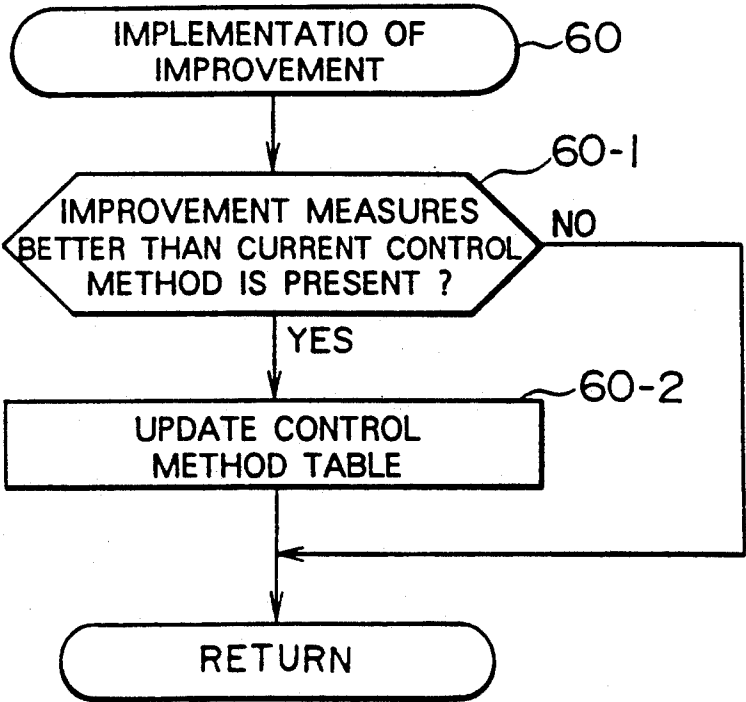 IMPLEMENTATIO OF
IMPROVEMENT
60
60-1
IMPROVEMENT MEASURES
BETTER THAN CURRENT CONTROL
METHOD IS PRESENT ?
NO
YES
60-2
UPDATE CONTROL
METHOD TABLE
RETURN